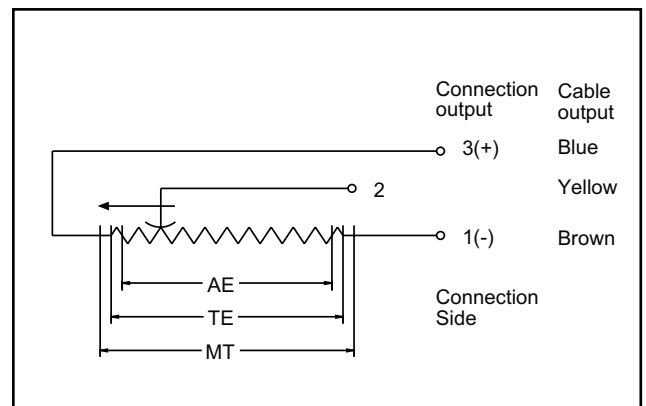 Connection output
Cable output
3(+) Blue
2 Yellow
1(-) Brown
AE
TE
MT
Connection Side